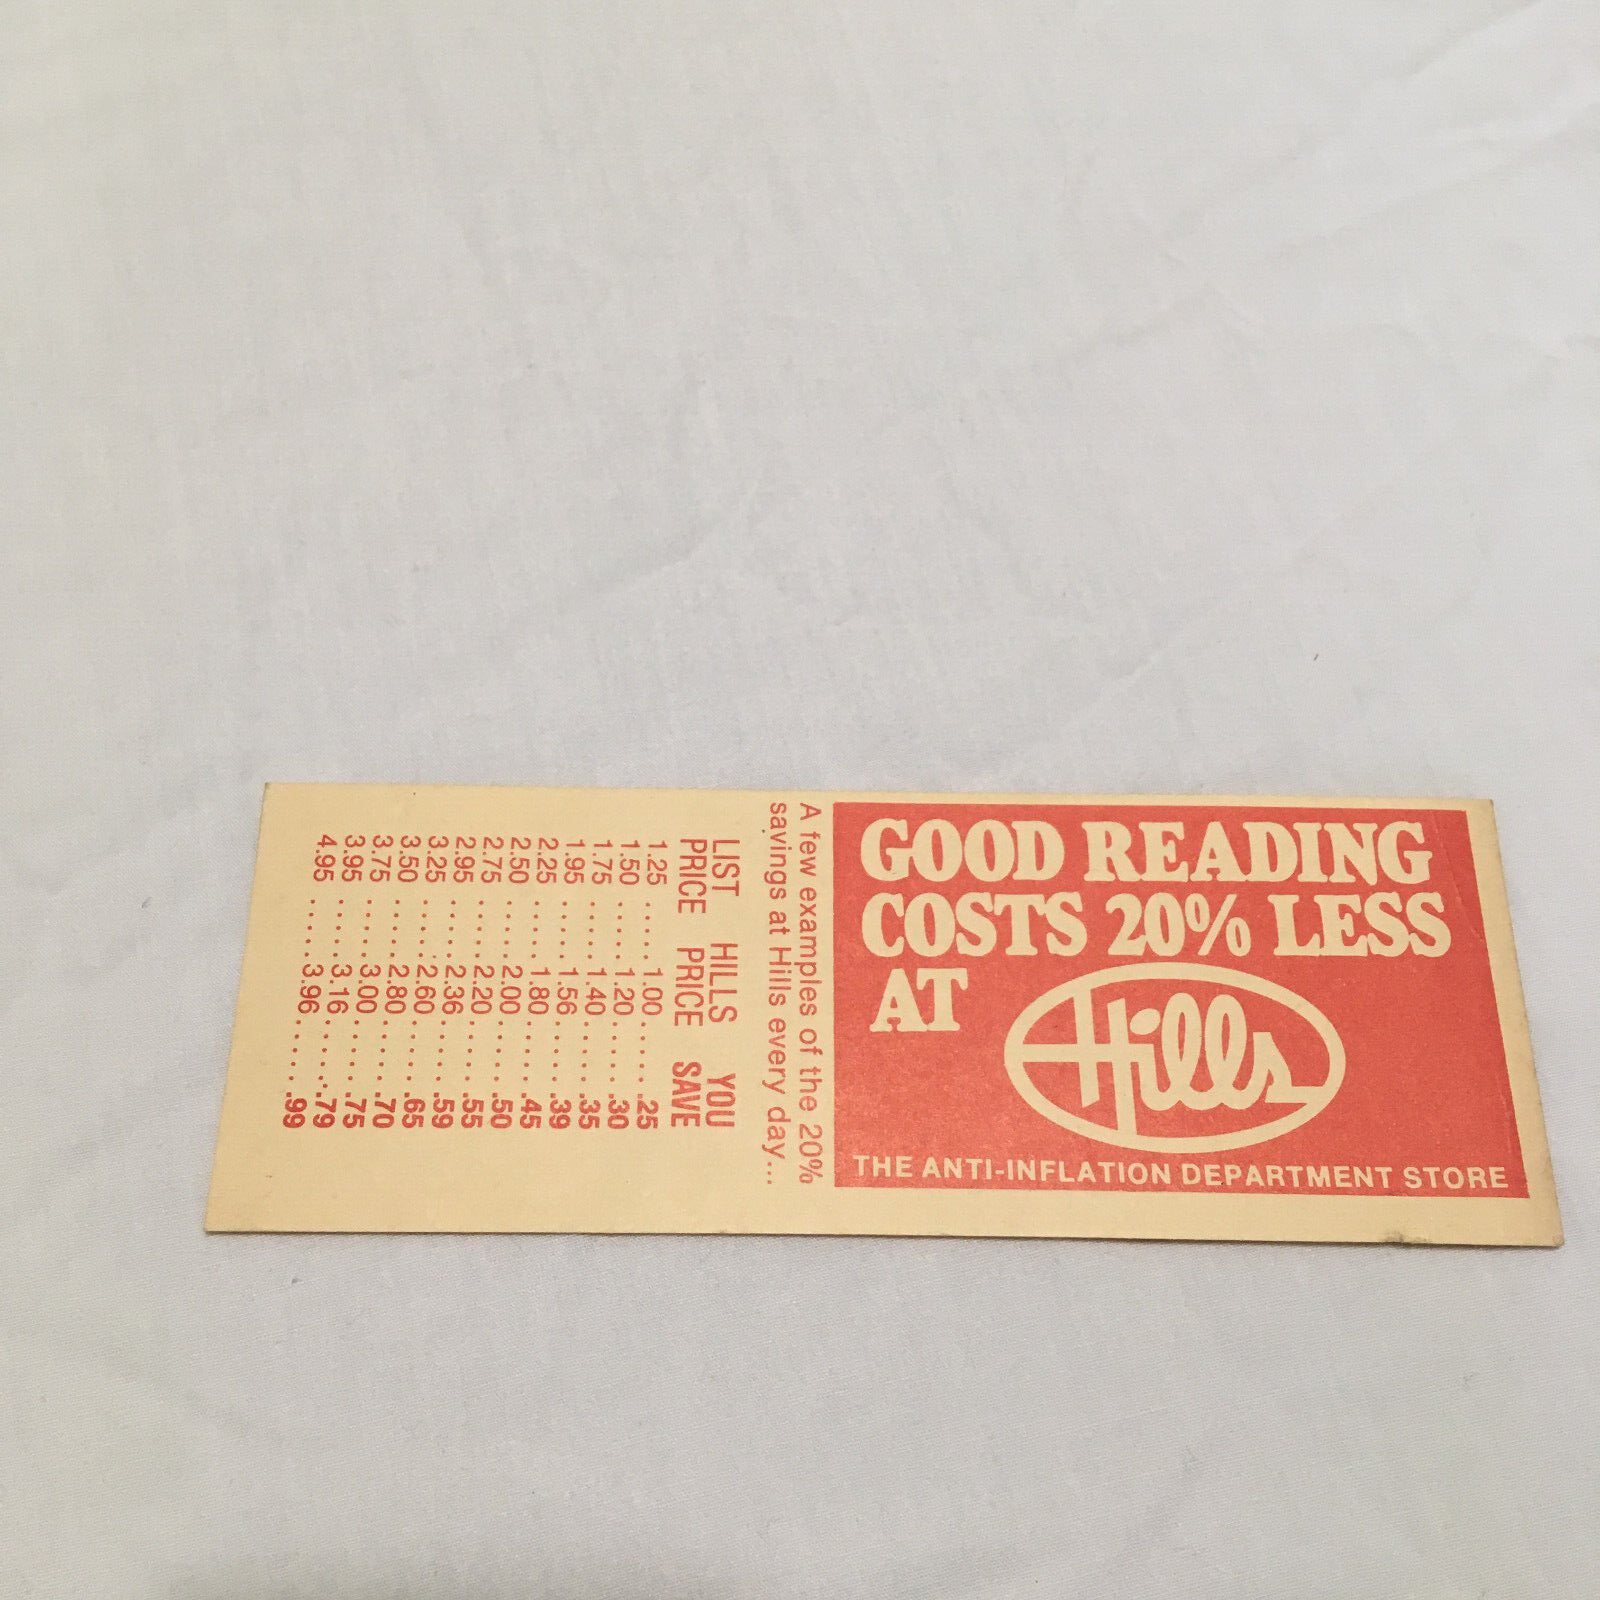 GOOD READING
COSTS 20% LESS
AT Hills
THE ANTI-INFLATION DEPARTMENT STORE
A few examples of the 20%
savings at Hills every day...
LIST HILLS YOU
PRICE PRICE SAVE
1.25 ..... 1.00 ..... .25
1.50 ..... 1.20 ..... .30
1.75 ..... 1.40 ..... .35
1.95 ..... 1.56 ..... .39
2.25 ..... 1.80 ..... .45
2.50 ..... 2.00 ..... .50
2.75 ..... 2.20 ..... .55
2.95 ..... 2.36 ..... .59
3.25 ..... 2.60 ..... .65
3.50 ..... 2.80 ..... .70
3.75 ..... 3.00 ..... .75
3.95 ..... 3.16 ..... .79
4.95 ..... 3.96 ..... .99